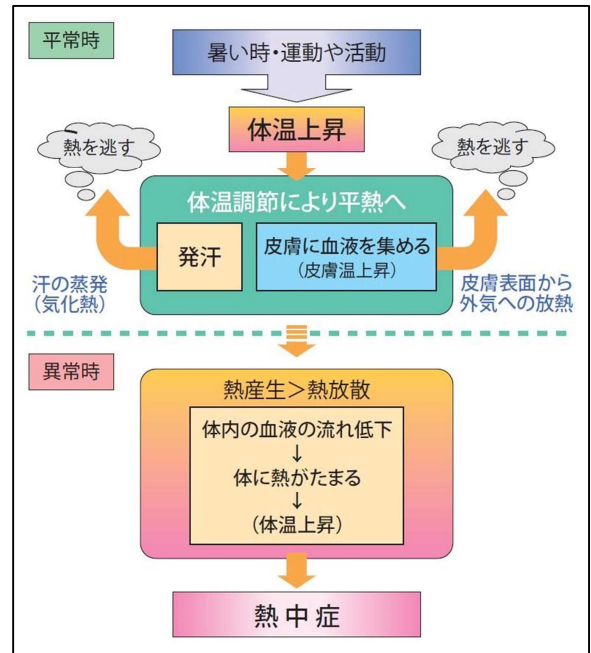 平常時
暑い時・運動や活動
体温上昇
熱を逃す
熱を逃す
体温調節により平熱へ
発汗
皮膚に血液を集める
(皮膚温上昇)
汗の蒸発
(気化熱)
皮膚表面から
外気への放熱
異常時
熱産生＞熱放散
体内の血液の流れ低下
↓
体に熱がたまる
↓
(体温上昇)
熱中症